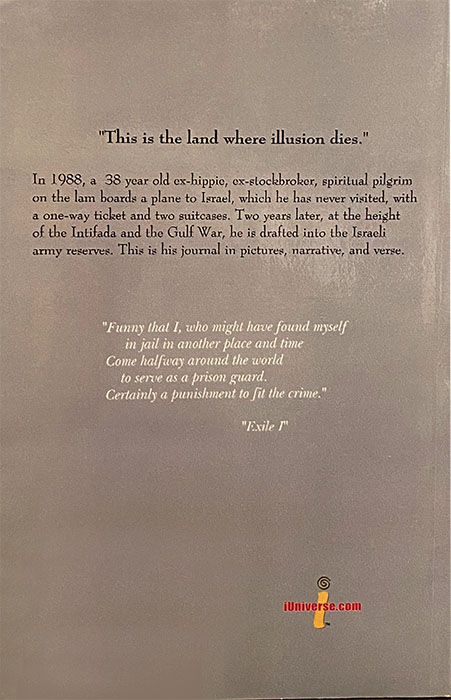 "This is the land where illusion dies."
In 1988, a 38 year old ex-hippie, ex-stockbroker, spiritual pilgrim
on the lam boards a plane to Israel, which he has never visited, with
a one-way ticket and two suitcases. Two years later, at the height
of the Intifada and the Gulf War, he is drafted into the Israeli
army reserves. This is his journal in pictures, narrative, and verse.
"Funny that I, who might have found myself
in jail in another place and time
Come halfway around the world
to serve as a prison guard.
Certainly a punishment to fit the crime."
"Exile I"
iUniverse.com
TM